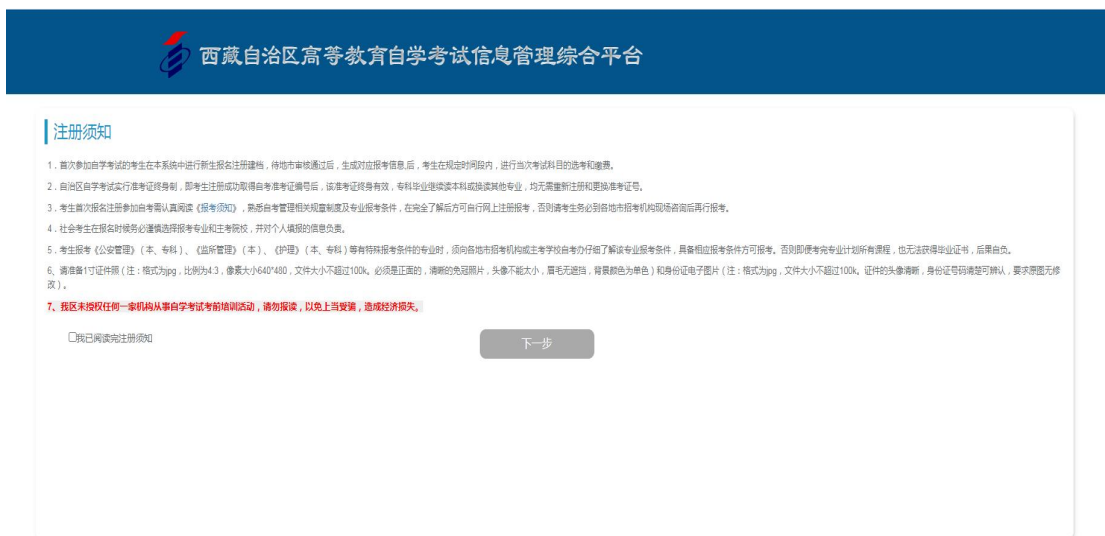 西藏自治区高等教育自学考试信息管理综合平台
注册须知
1．首次参加自学考试的考生在本系统中进行新生报名注册建档，待地市审核通过后，生成对应报考信息,后，考生在规定时间段内，进行当次考试科目的选考和缴费。
2．自治区自学考试实行准考证终身制，即考生注册成功取得自考准考证编号后，该准考证终身有效，专科毕业继续读本科或换读其他专业，均无需重新注册和更换准考证号。
3．考生首次报名注册参加自考需认真阅读《报考须知》，熟悉自考管理相关规章制度及专业报考条件，在完全了解后方可自行网上注册报考，否则请考生务必到各地市招考机构现场咨询后再行报考。
4．社会考生在报名时候务必谨慎选择报考专业和主考院校，并对个人填报的信息负责。
5．考生报考《公安管理》（本、专科）、《监所管理》（本）、《护理》（本、专科）等有特殊报考条件的专业时，须向各地市招考机构或主考学校自考办仔细了解该专业报考条件，具备相应报考条件方可报考。否则即便考完专业计划所有课程，也无法获得毕业证书，后果自负。
6、请准备1寸证件照（注：格式为jpg，比例为4:3，像素大小640*480，文件大小不超过100k。必须是正面的，清晰的免冠照片，头像不能太小，眉毛无遮挡，背景颜色为单色）和身份证电子图片（注：格式为jpg，文件大小不超过100k。证件的头像清晰，身份证号码清楚可辨认，要求原图无修
改）。
7、我区未授权任何一家机构从事自学考试考前培训活动，请勿报读，以免上当受骗，造成经济损失。
我已阅读完注册须知
下一步